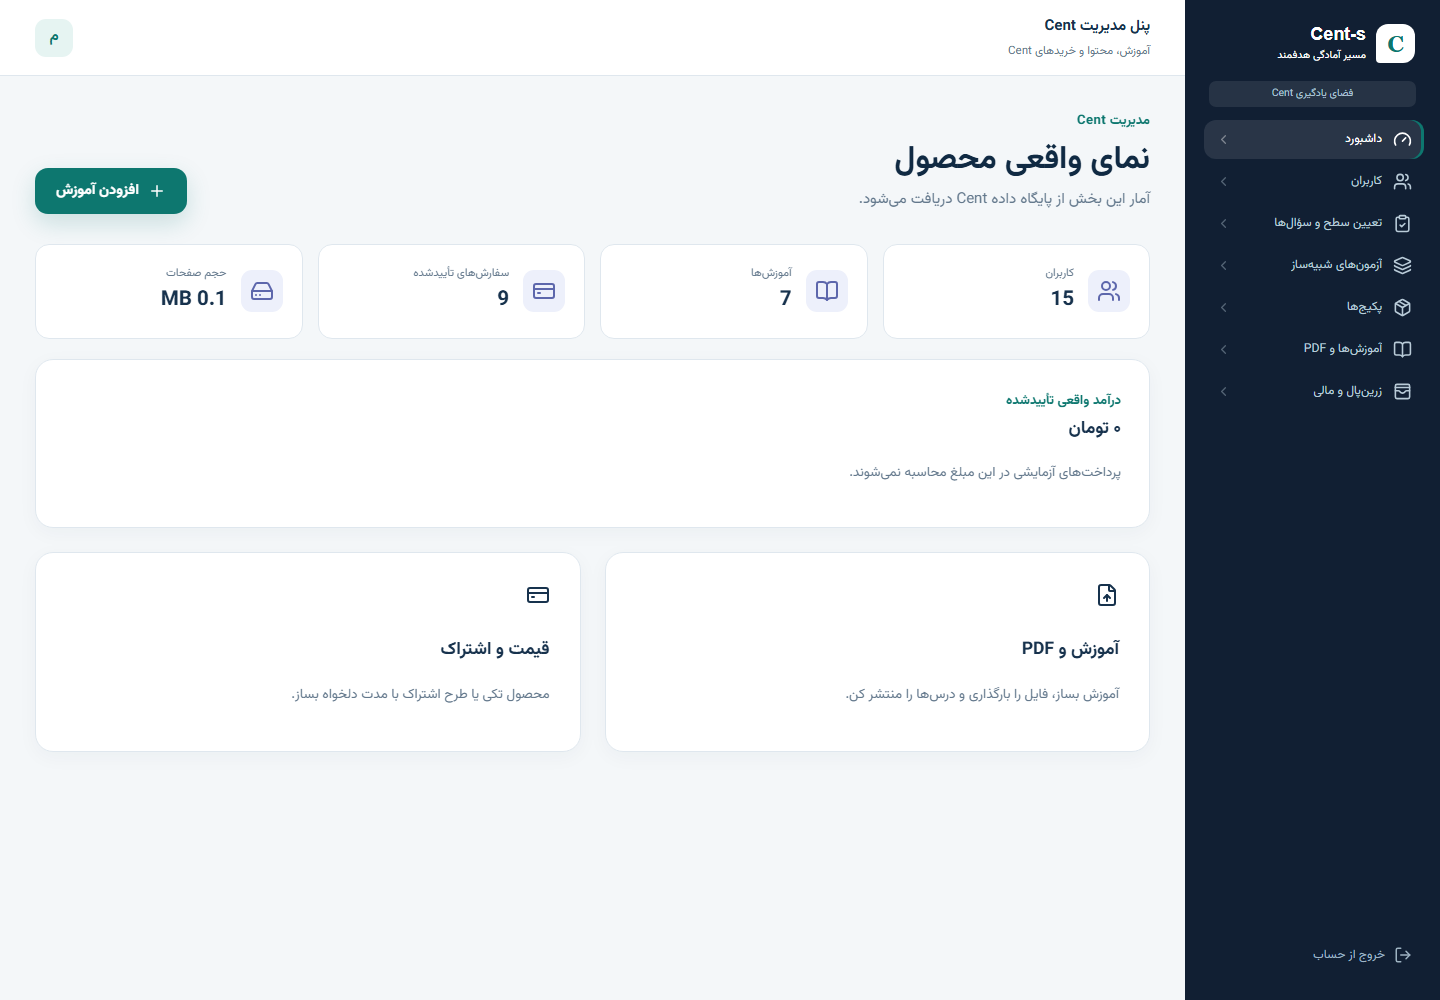 Cent-s
C
مسیر آمادگی هدفمند
فضای یادگیری Cent
داشبورد
کاربران
تعیین سطح و سؤال‌ها
آزمون‌های شبیه‌ساز
پکیج‌ها
آموزش‌ها و PDF
زرین‌پال و مالی
خروج از حساب
پنل مدیریت Cent
آموزش، محتوا و خریدهای Cent
م
مدیریت Cent
نمای واقعی محصول
آمار این بخش از پایگاه داده Cent دریافت می‌شود.
افزودن آموزش
کاربران
15
آموزش‌ها
7
سفارش‌های تأییدشده
9
حجم صفحات
0.1 MB
درآمد واقعی تأییدشده
۰ تومان
پرداخت‌های آزمایشی در این مبلغ محاسبه نمی‌شوند.
آموزش و PDF
آموزش بساز، فایل را بارگذاری و درس‌ها را منتشر کن.
قیمت و اشتراک
محصول تکی یا طرح اشتراک با مدت دلخواه بساز.